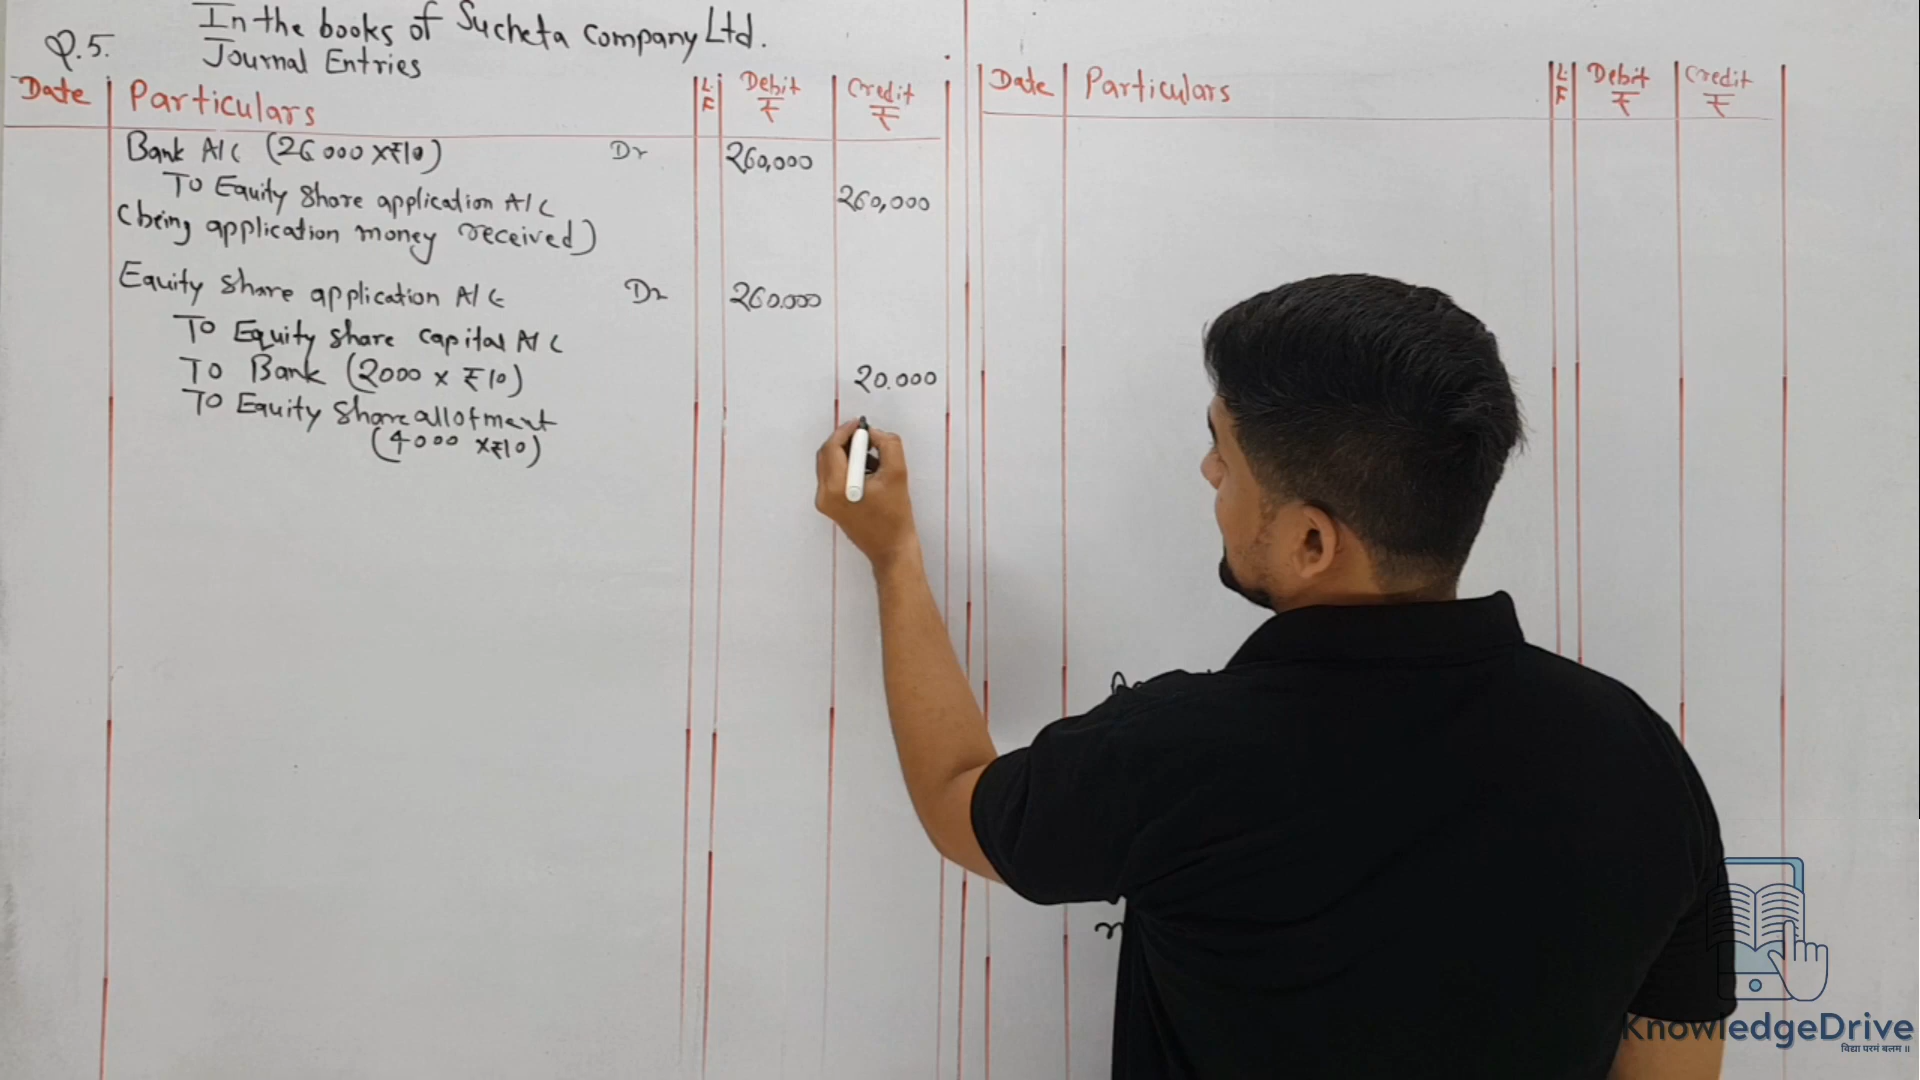 In the books of Sucheta Company Ltd.
Q.5.
Journal Entries
Date Particulars L.F Debit ₹ Credit ₹
Bank A/C (26000 x ₹10) Dr 260,000
To Equity share application A/C 260,000
(being application money received)
Equity share application A/C Dr 260.000
To Equity share capital A/C
To Bank (2000 x ₹10) 20.000
To Equity share allotment
(4000 x ₹10)
Date Particulars L.F Debit ₹ Credit ₹
KnowledgeDrive
विद्या परमं बलम ॥